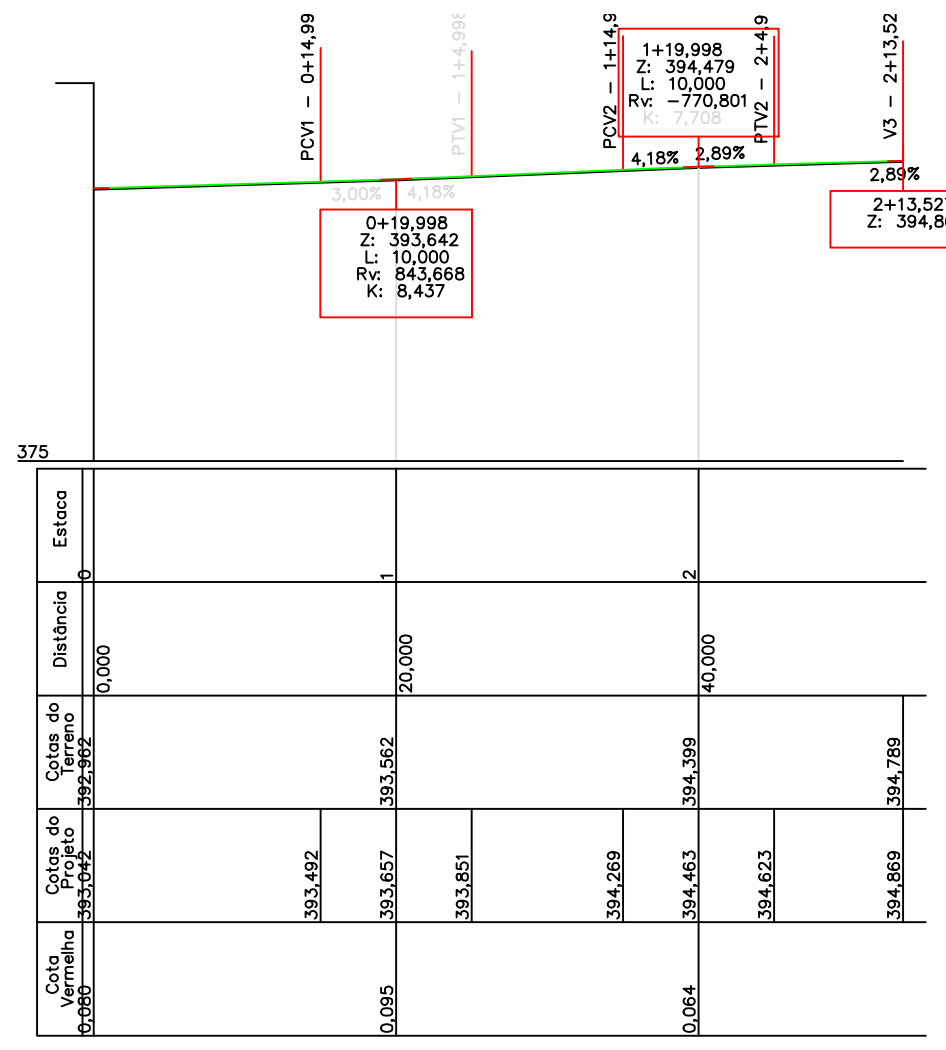 PCV1 – 0+14,99
PTV1 – 1+4,998
PCV2 – 1+14,9
PTV2 – 2+4,9
V3 – 2+13,52
1+19,998
Z: 394,479
L: 10,000
Rv: –770,801
K: 7,708
3,00%
4,18%
4,18%
2,89%
2,89%
0+19,998
Z: 393,642
L: 10,000
Rv: 843,668
K: 8,437
2+13,527
Z: 394,86
375
Estaca
0
1
2
Distância
0,000
20,000
40,000
Cotas do
Terreno
392,962
393,562
394,399
394,789
Cotas do
Projeto
393,042
393,492
393,657
393,851
394,269
394,463
394,623
394,869
Cota
Vermelha
0,080
0,095
0,064